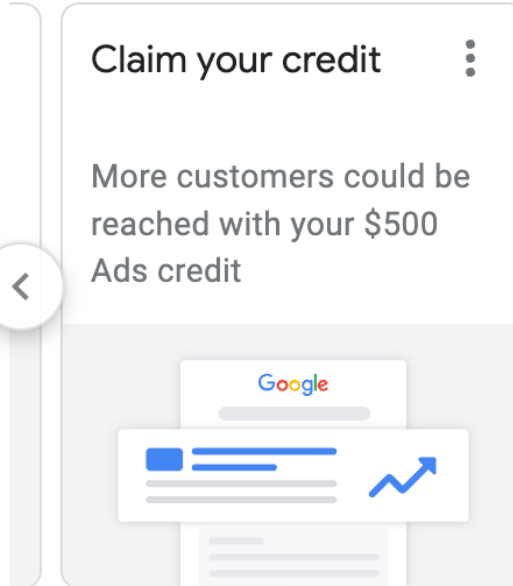 Claim your credit
More customers could be
reached with your $500
Ads credit
Google